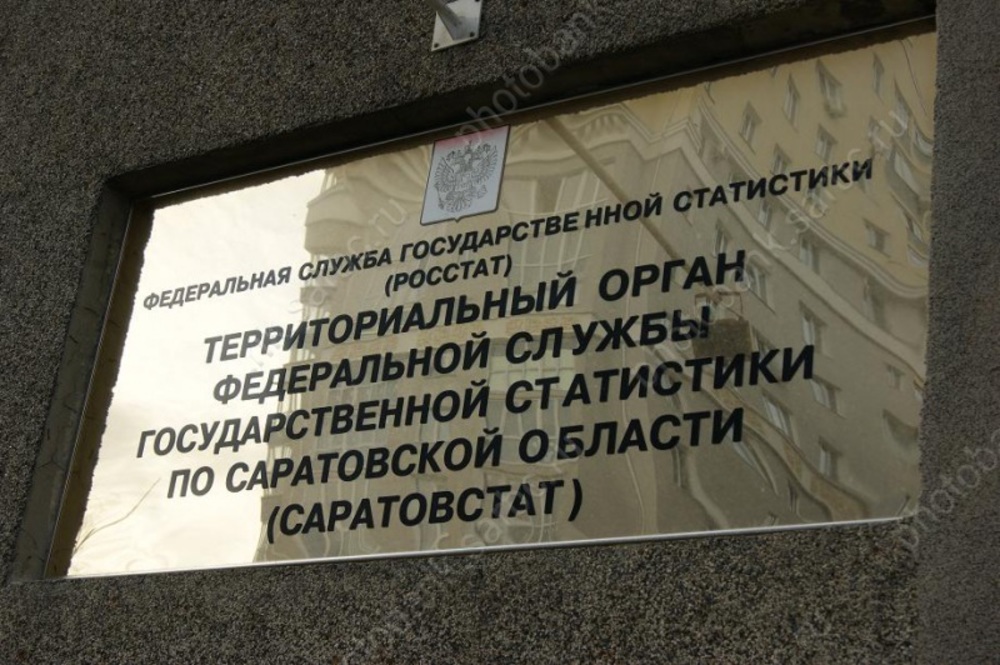 ФЕДЕРАЛЬНАЯ СЛУЖБА ГОСУДАРСТВЕННОЙ СТАТИСТИКИ
(РОССТАТ)
ТЕРРИТОРИАЛЬНЫЙ ОРГАН
ФЕДЕРАЛЬНОЙ СЛУЖБЫ
ГОСУДАРСТВЕННОЙ СТАТИСТИКИ
ПО САРАТОВСКОЙ ОБЛАСТИ
(САРАТОВСТАТ)